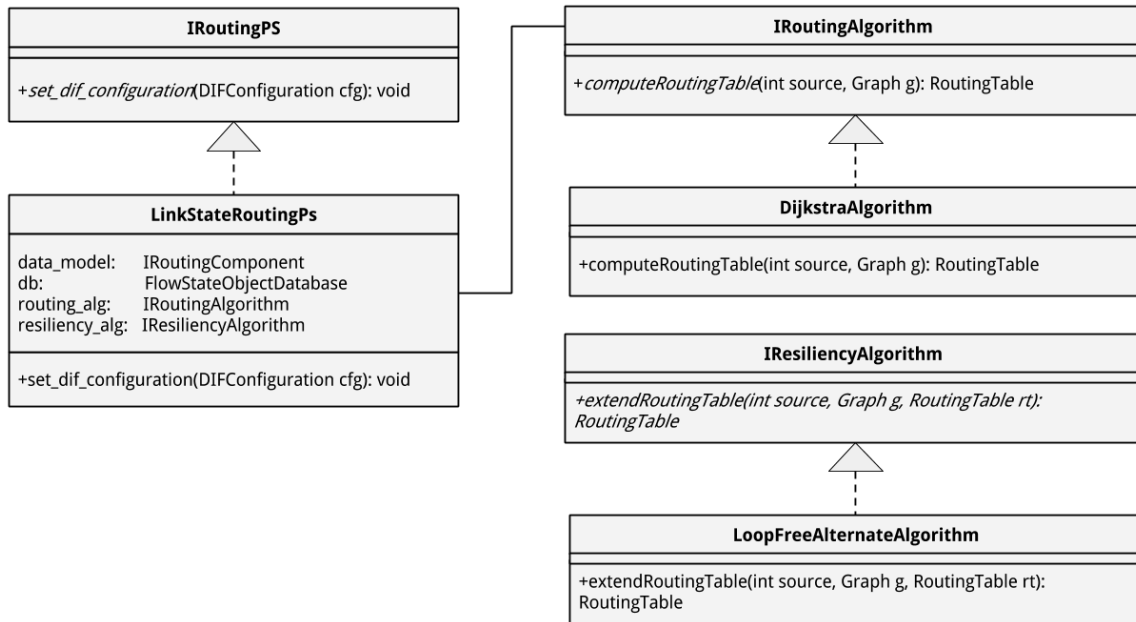 IRoutingPS
+set_dif_configuration(DIFConfiguration cfg): void
LinkStateRoutingPs
data_model: IRoutingComponent
db: FlowStateObjectDatabase
routing_alg: IRoutingAlgorithm
resiliency_alg: IResiliencyAlgorithm
+set_dif_configuration(DIFConfiguration cfg): void
IRoutingAlgorithm
+computeRoutingTable(int source, Graph g): RoutingTable
DijkstraAlgorithm
+computeRoutingTable(int source, Graph g): RoutingTable
IResiliencyAlgorithm
+extendRoutingTable(int source, Graph g, RoutingTable rt):
RoutingTable
LoopFreeAlternateAlgorithm
+extendRoutingTable(int source, Graph g, RoutingTable rt):
RoutingTable